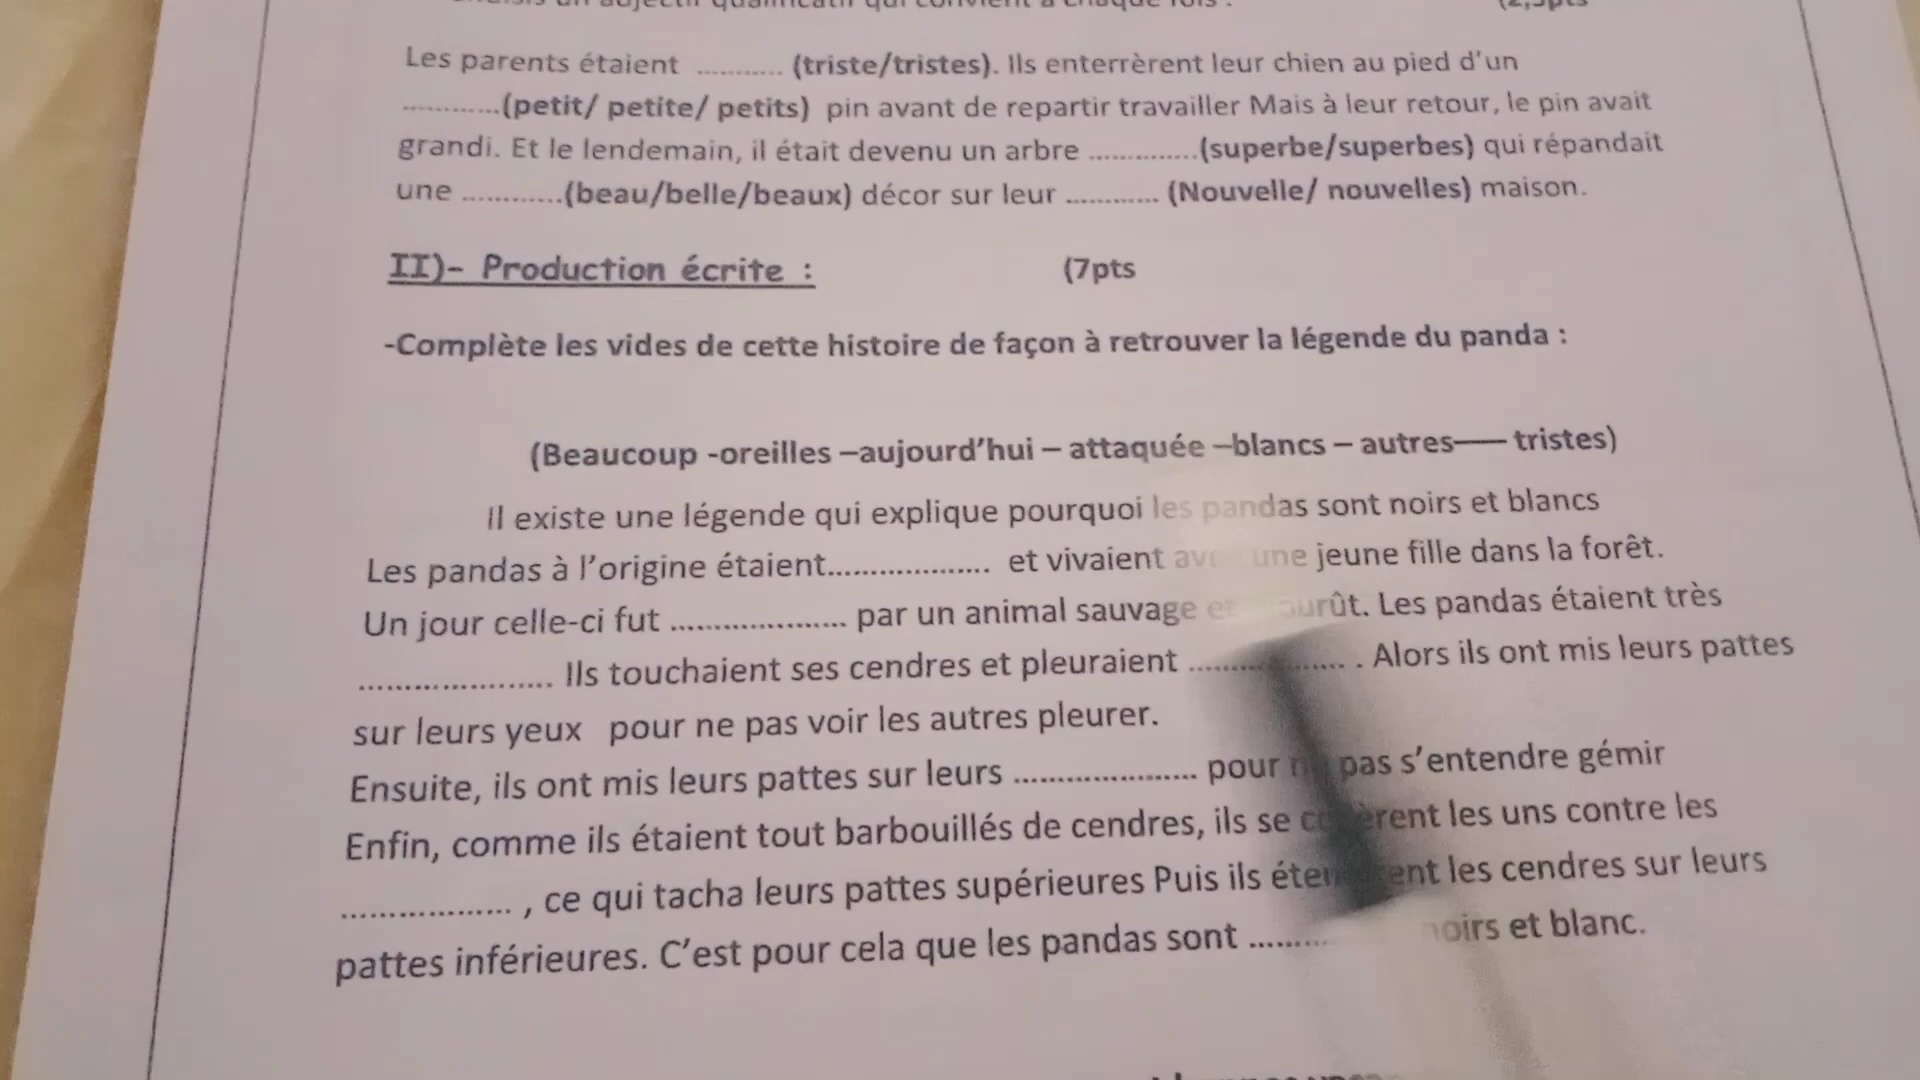 qualificatif qui convient à chaque fois :
Les parents étaient ........... (triste/tristes). Ils enterrèrent leur chien au pied d'un
............(petit/ petite/ petits) pin avant de repartir travailler Mais à leur retour, le pin avait
grandi. Et le lendemain, il était devenu un arbre .............(superbe/superbes) qui répandait
une ............(beau/belle/beaux) décor sur leur ............ (Nouvelle/ nouvelles) maison.
II)- Production écrite : (7pts
-Complète les vides de cette histoire de façon à retrouver la légende du panda :
(Beaucoup -oreilles –aujourd'hui – attaquée –blancs – autres— tristes)
Il existe une légende qui explique pourquoi les pandas sont noirs et blancs
Les pandas à l'origine étaient.................... et vivaient une jeune fille dans la forêt.
Un jour celle-ci fut ..................... par un animal sauvage et Les pandas étaient très
....................... Ils touchaient ses cendres et pleuraient ................... . Alors ils ont mis leurs pattes
sur leurs yeux pour ne pas voir les autres pleurer.
Ensuite, ils ont mis leurs pattes sur leurs ...................... pour pas s'entendre gémir
Enfin, comme ils étaient tout barbouillés de cendres, ils se les uns contre les
.................... , ce qui tacha leurs pattes supérieures Puis ils les cendres sur leurs
pattes inférieures. C'est pour cela que les pandas sont ......... noirs et blanc.